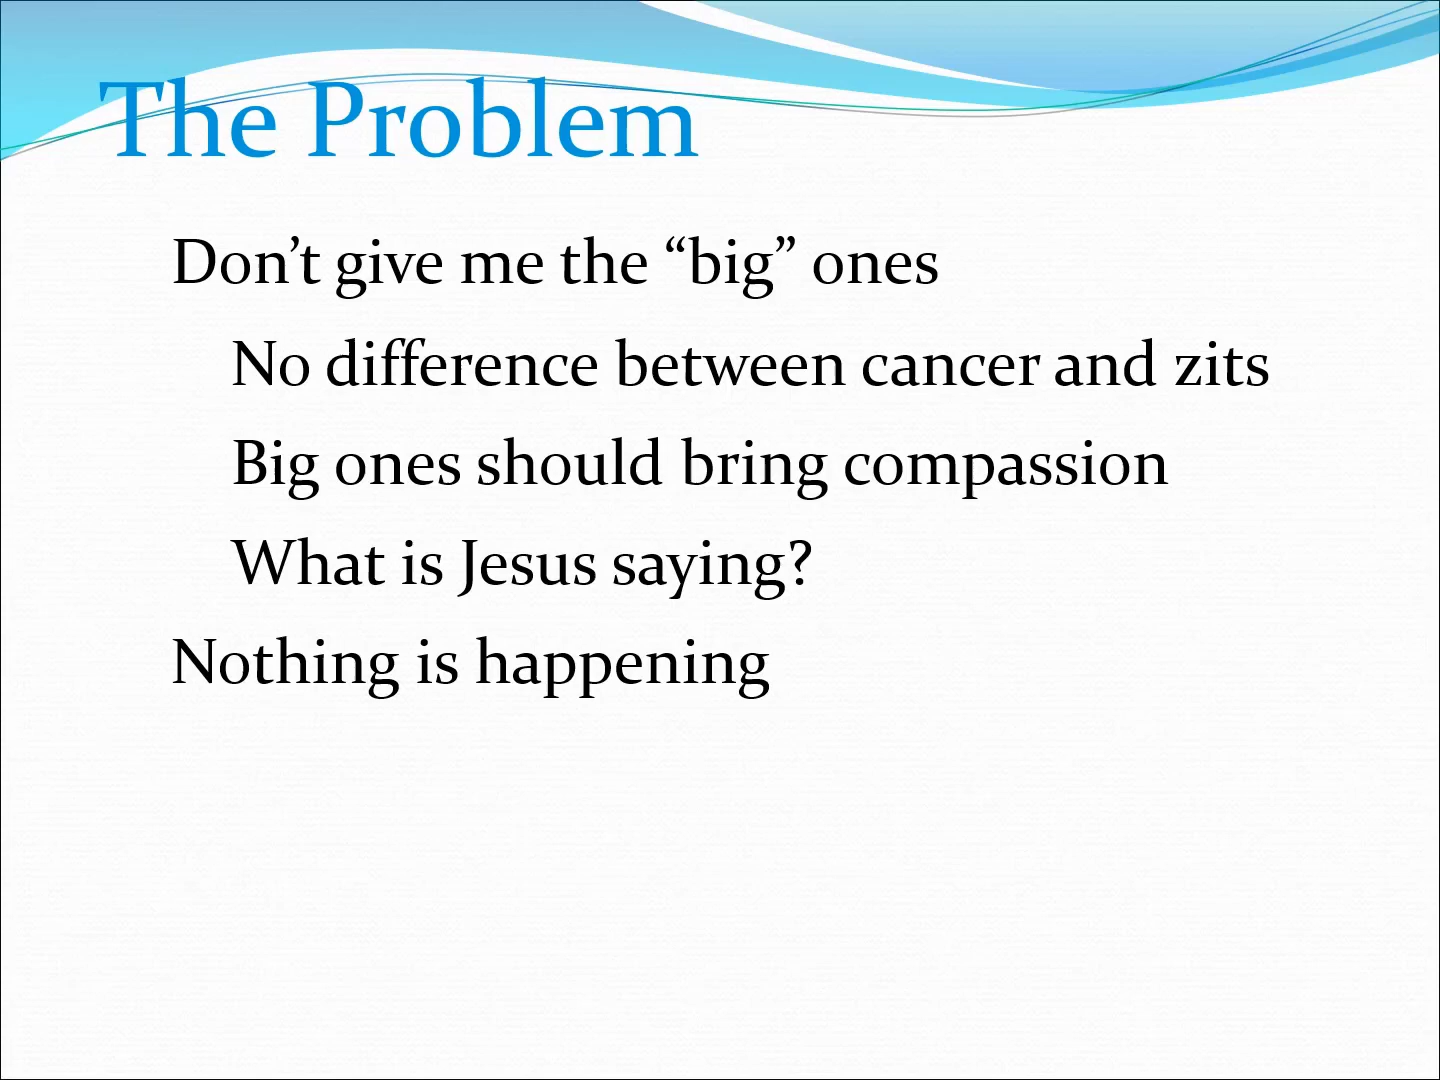 The Problem
Don’t give me the “big” ones
No difference between cancer and zits
Big ones should bring compassion
What is Jesus saying?
Nothing is happening